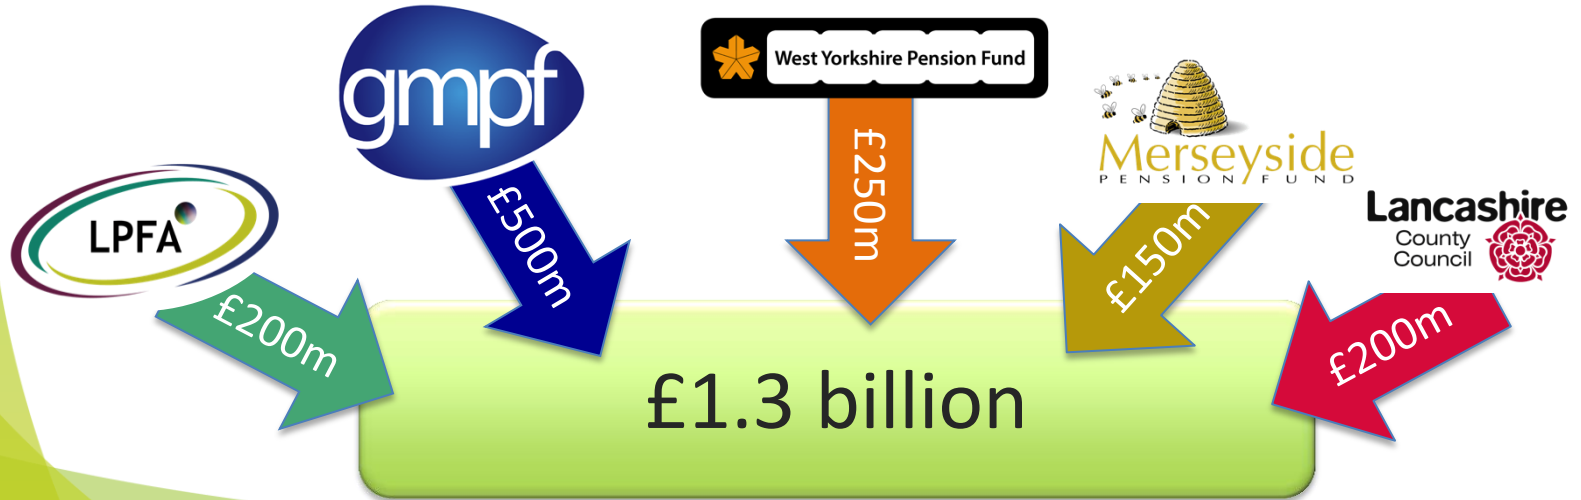 LPFA
£200m
gmpf
£500m
West Yorkshire Pension Fund
£250m
Merseyside
PENSION FUND
£150m
Lancashire
County
Council
£200m
£1.3 billion